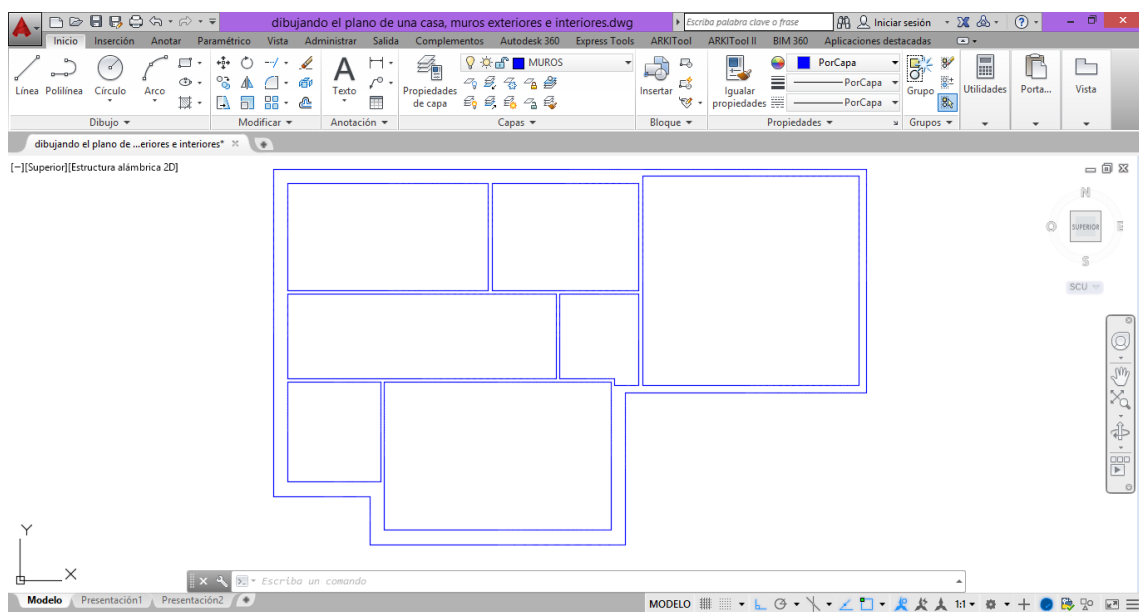 dibujando el plano de una casa, muros exteriores e interiores.dwg
Escriba palabra clave o frase
Iniciar sesión
Inicio Inserción Anotar Paramétrico Vista Administrar Salida Complementos Autodesk 360 Express Tools ARKITool ARKITool II BIM 360 Aplicaciones destacadas
MUROS
PorCapa
Línea Polilínea Círculo Arco
Texto
Propiedades de capa
Insertar
Igualar propiedades
PorCapa
PorCapa
Grupo
Utilidades
Porta...
Vista
Dibujo Modificar Anotación Capas Bloque Propiedades Grupos
dibujando el plano de ...eriores e interiores*
[−][Superior][Estructura alámbrica 2D]
N
O SUPERIOR E
S
SCU
Y
X
Escriba un comando
Modelo Presentación1 Presentación2
MODELO 1:1